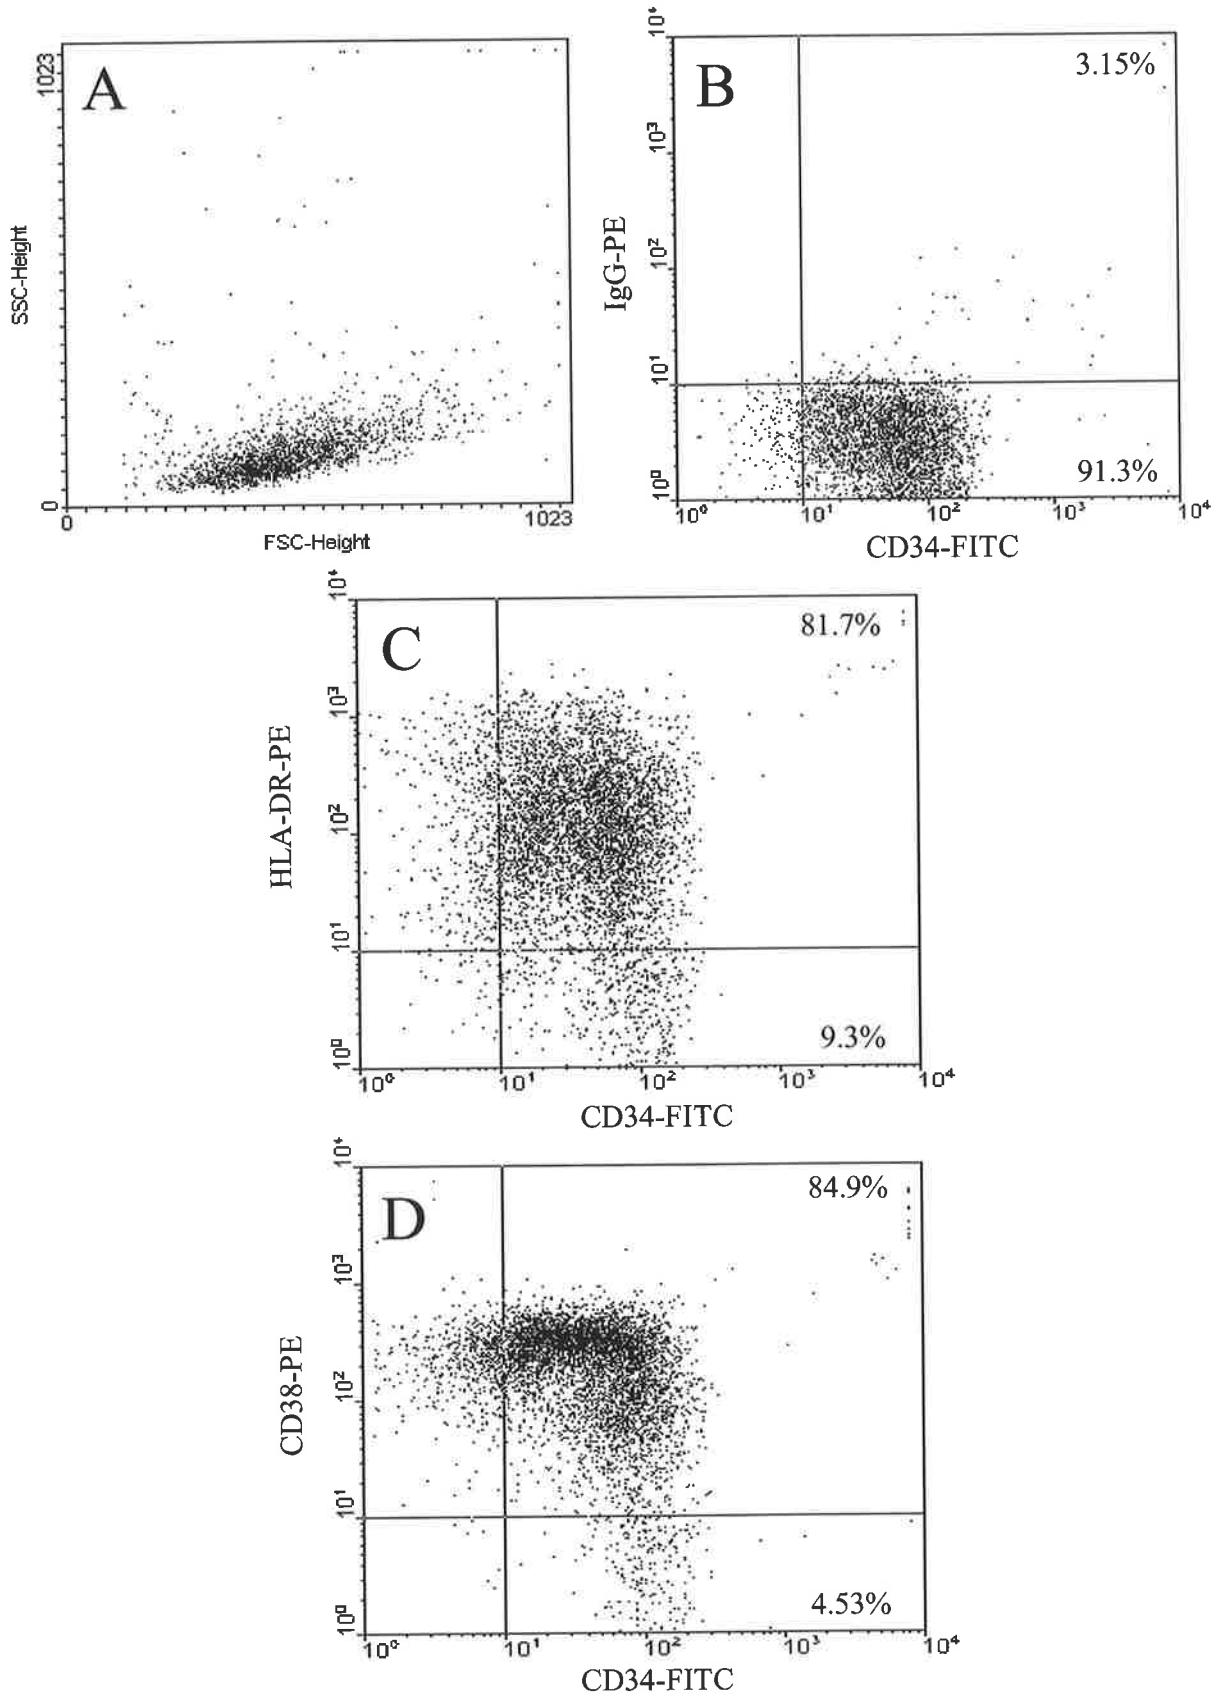 A
1023
SSC-Height
0
0
1023
FSC-Height
B
3.15%
10⁴
10³
10²
10¹
10⁰
IgG-PE
91.3%
10⁰ 10¹ 10² 10³ 10⁴
CD34-FITC
C
81.7%
10⁴
10³
10²
10¹
10⁰
HLA-DR-PE
9.3%
10⁰ 10¹ 10² 10³ 10⁴
CD34-FITC
D
84.9%
10⁴
10³
10²
10¹
10⁰
CD38-PE
4.53%
10⁰ 10¹ 10² 10³ 10⁴
CD34-FITC